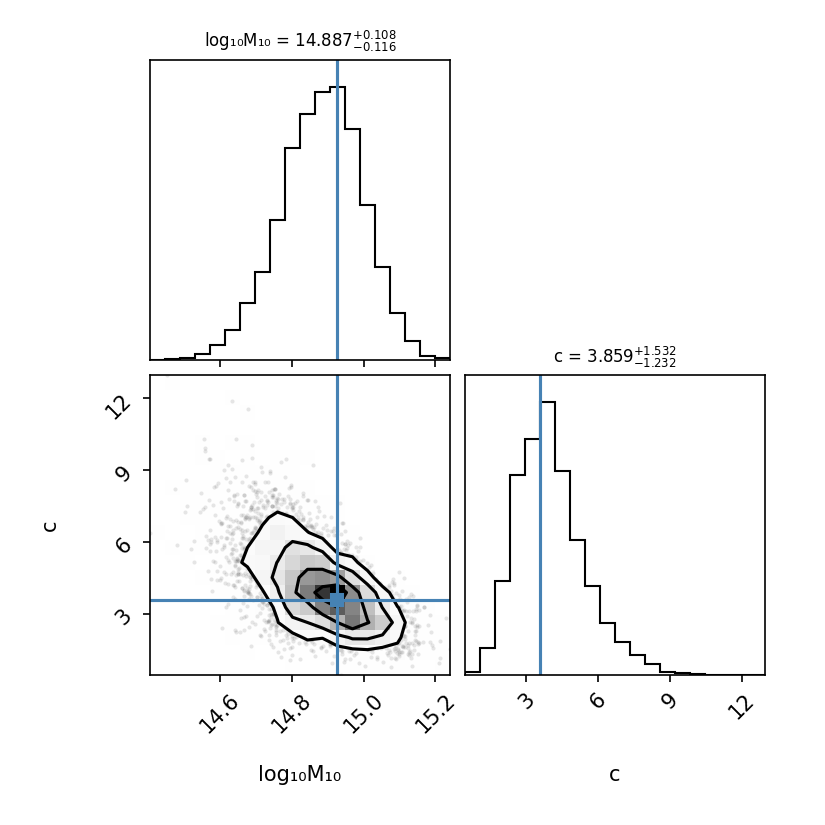 log₁₀M₁₀ = 14.887+0.108−0.116
c = 3.859+1.532−1.232
12
9
6
3
c
14.6 14.8 15.0 15.2
3 6 9 12
log₁₀M₁₀
c